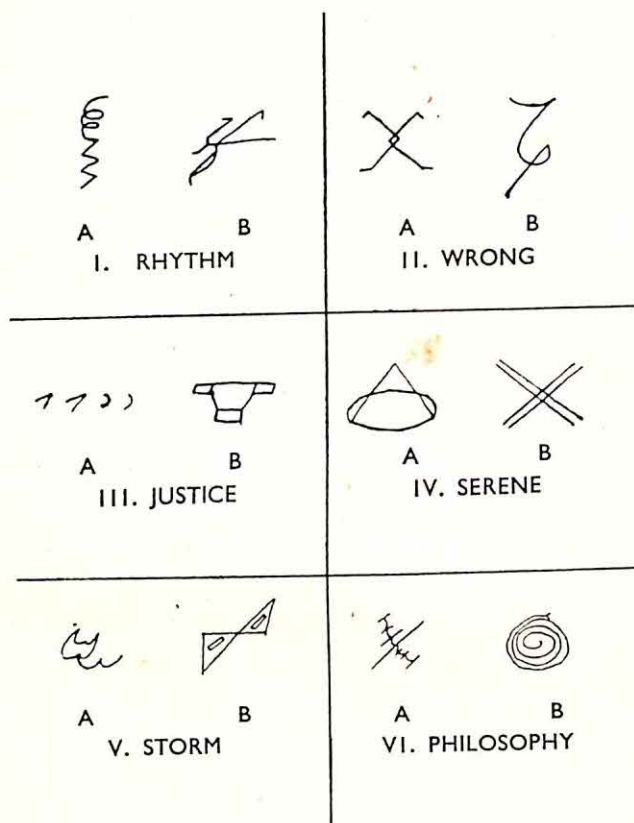 A B
I. RHYTHM
A B
II. WRONG
A B
III. JUSTICE
A B
IV. SERENE
A B
V. STORM
A B
VI. PHILOSOPHY